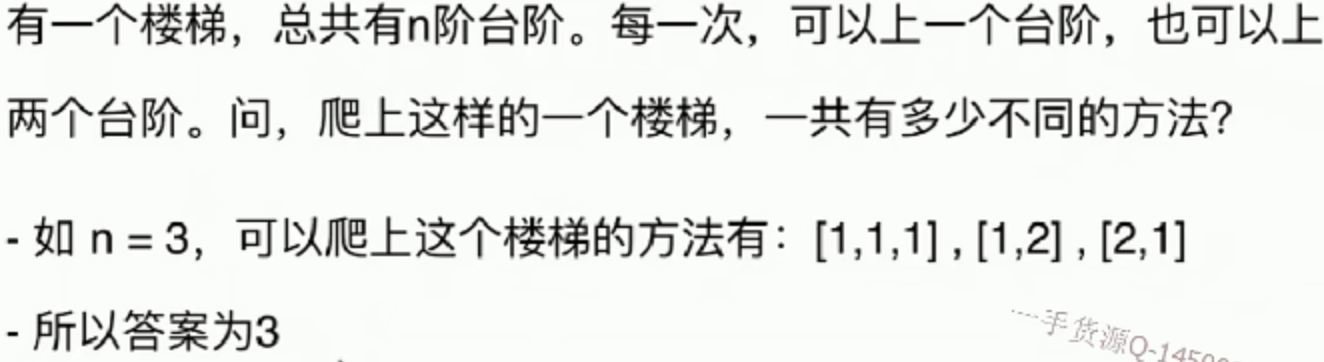 有一个楼梯，总共有n阶台阶。每一次，可以上一个台阶，也可以上
两个台阶。问，爬上这样的一个楼梯，一共有多少不同的方法？
- 如 n = 3，可以爬上这个楼梯的方法有：[1,1,1] , [1,2] , [2,1]
- 所以答案为3
手货源Q-1450